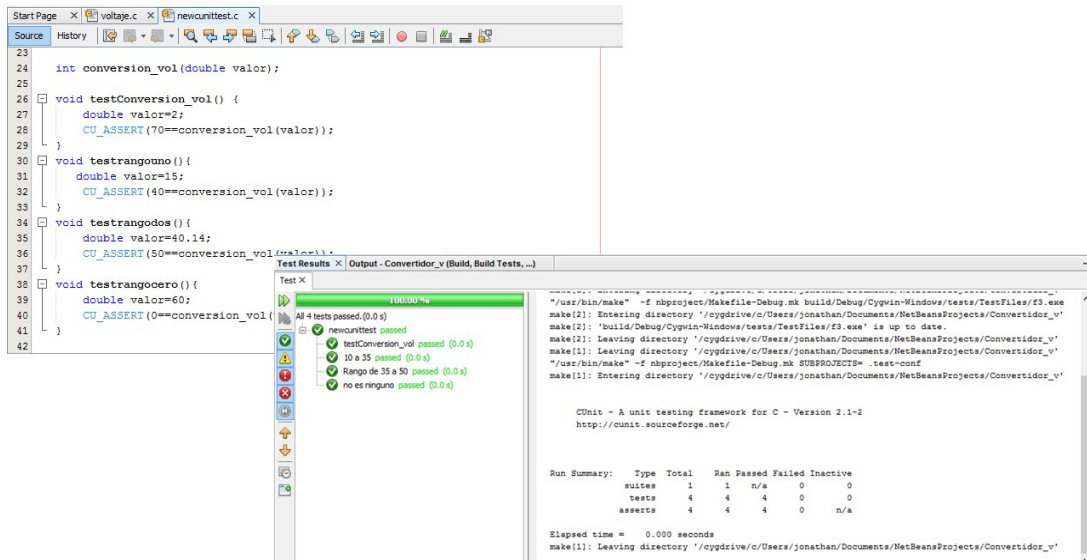 Start Page voltaje.c newcunittest.c
Source History
23
24 int conversion_vol(double valor);
25
26 void testConversion_vol() {
27 double valor=2;
28 CU_ASSERT(70==conversion_vol(valor));
29 }
30 void testrangouno(){
31 double valor=15;
32 CU_ASSERT(40==conversion_vol(valor));
33 }
34 void testrangodos(){
35 double valor=40.14;
36 CU_ASSERT(50==conversion_vol(valor));
37 }
38 void testrangocero(){
39 double valor=60;
40 CU_ASSERT(0==conversion_vol(
41 }
42
Test Results Output - Convertidor_v (Build, Build Tests, ...)
Test
100.00 %
All 4 tests passed.(0.0 s)
newcunittest passed
testConversion_vol passed (0.0 s)
10 a 35 passed (0.0 s)
Rango de 35 a 50 passed (0.0 s)
no es ninguno passed (0.0 s)
"/usr/bin/make" -f nbproject/Makefile-Debug.mk build/Debug/Cygwin-Windows/tests/TestFiles/f3.exe
make[2]: Entering directory '/cygdrive/c/Users/jonathan/Documents/NetBeansProjects/Convertidor_v'
make[2]: 'build/Debug/Cygwin-Windows/tests/TestFiles/f3.exe' is up to date.
make[2]: Leaving directory '/cygdrive/c/Users/jonathan/Documents/NetBeansProjects/Convertidor_v'
make[1]: Leaving directory '/cygdrive/c/Users/jonathan/Documents/NetBeansProjects/Convertidor_v'
"/usr/bin/make" -f nbproject/Makefile-Debug.mk SUBPROJECTS= .test-conf
make[1]: Entering directory '/cygdrive/c/Users/jonathan/Documents/NetBeansProjects/Convertidor_v'
CUnit - A unit testing framework for C - Version 2.1-2
http://cunit.sourceforge.net/
Run Summary: Type Total Ran Passed Failed Inactive
suites 1 1 n/a 0 0
tests 4 4 4 0 0
asserts 4 4 4 0 n/a
Elapsed time = 0.000 seconds
make[1]: Leaving directory '/cygdrive/c/Users/jonathan/Documents/NetBeansProjects/Convertidor_v'